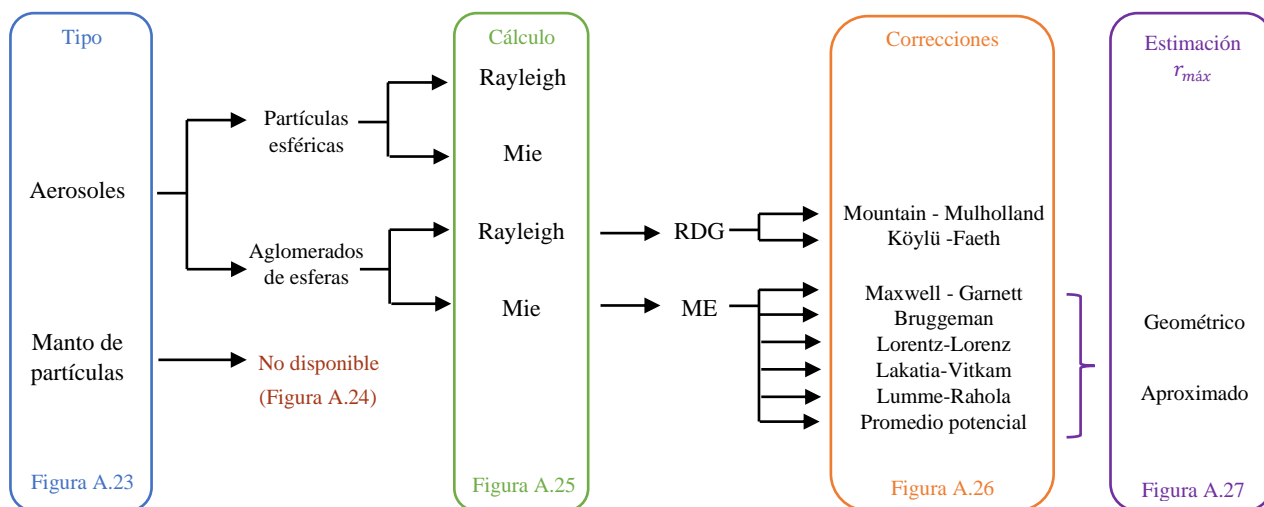 Tipo
Aerosoles
Manto de
partículas
Figura A.23
Partículas
esféricas
Aglomerados
de esferas
No disponible
(Figura A.24)
Cálculo
Rayleigh
Mie
Rayleigh
Mie
Figura A.25
RDG
ME
Correcciones
Mountain - Mulholland
Köylü -Faeth
Maxwell - Garnett
Bruggeman
Lorentz-Lorenz
Lakatia-Vitkam
Lumme-Rahola
Promedio potencial
Figura A.26
Estimación
r_máx
Geométrico
Aproximado
Figura A.27